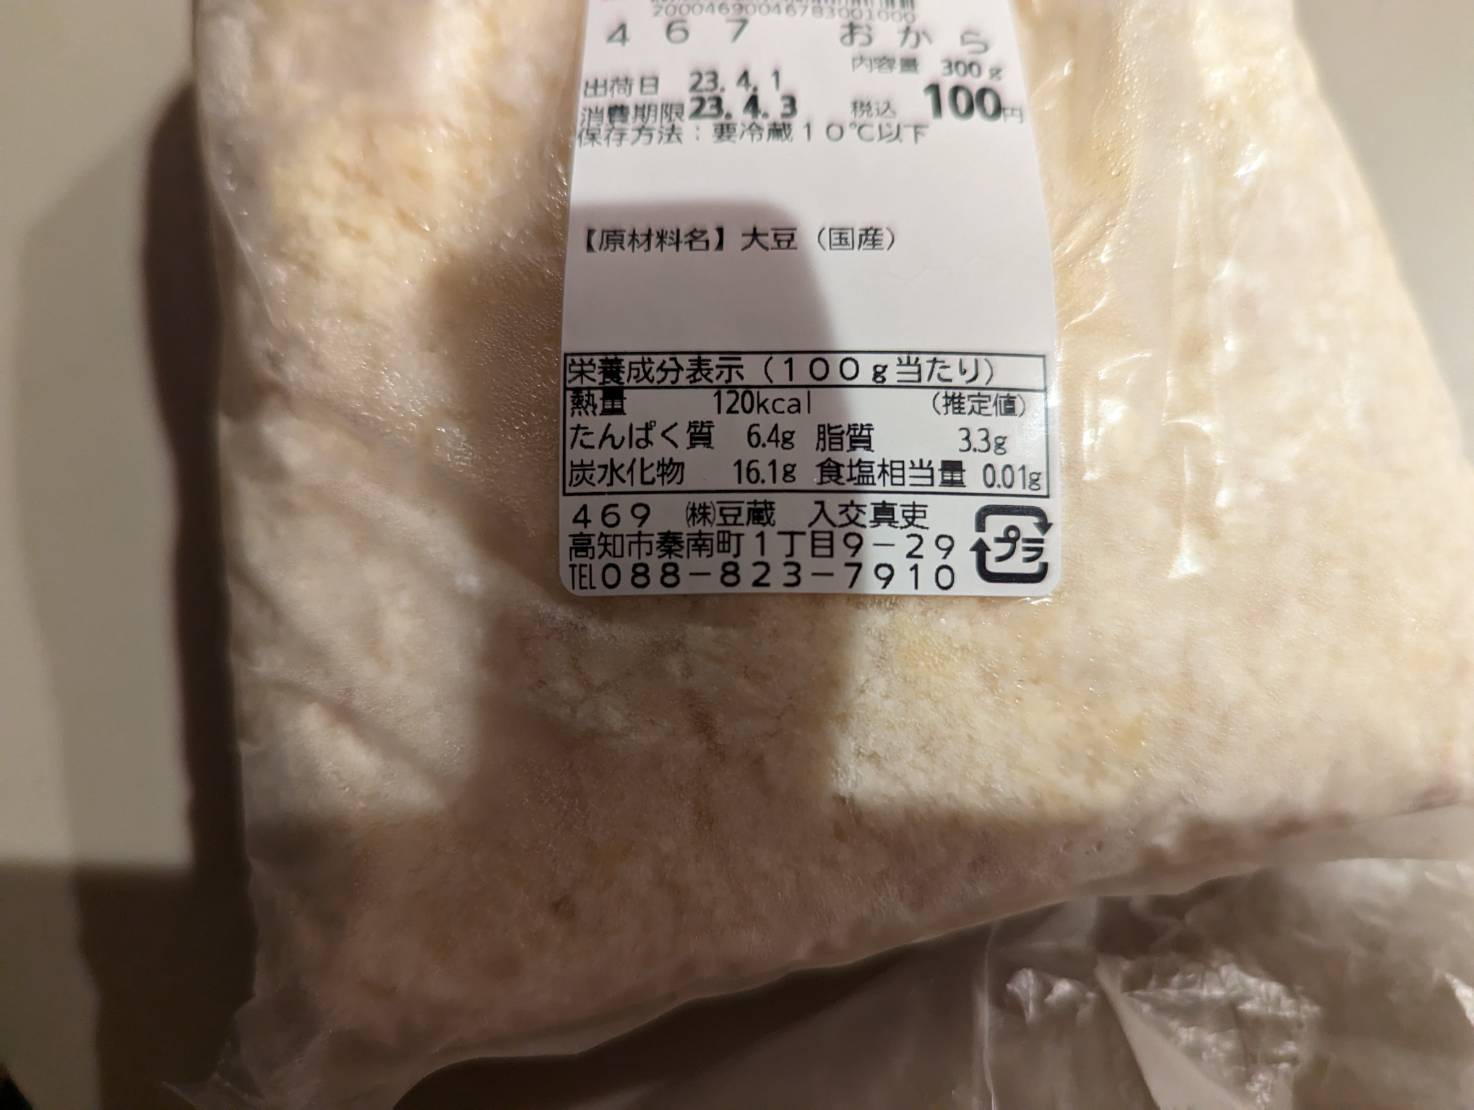 2000469004678300​1000
467 おから
内容量 300g
出荷日 23.4.1
消費期限 23.4.3 税込 100円
保存方法：要冷蔵10℃以下
【原材料名】大豆（国産）
栄養成分表示（100g当たり）
熱量 120kcal （推定値）
たんぱく質 6.4g 脂質 3.3g
炭水化物 16.1g 食塩相当量 0.01g
469 ㈱豆蔵 入交真吏
高知市秦南町1丁目9－29
プラ
TEL088－823－7910